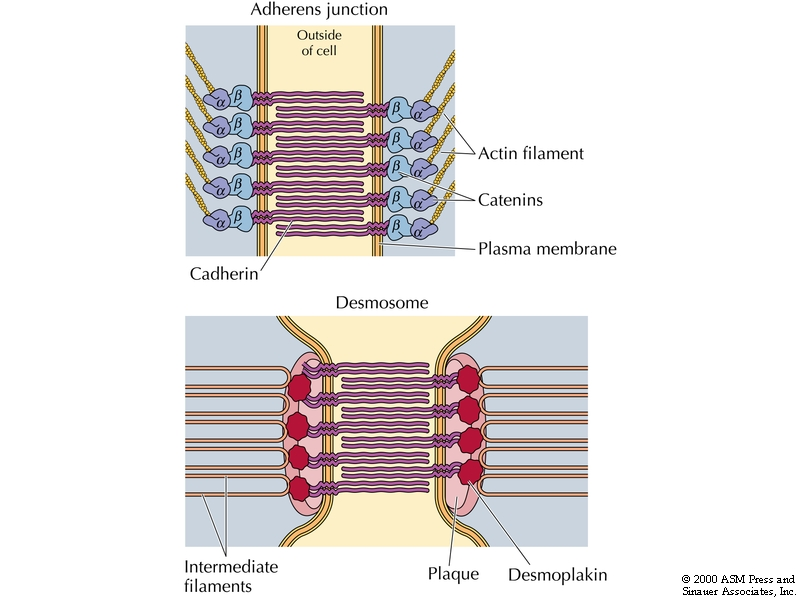 Adherens junction
Outside
of cell
α β
α β
α β
α β
α β
β α
β α
β α
β α
β α
Actin filament
Catenins
Plasma membrane
Cadherin
Desmosome
Intermediate
filaments
Plaque
Desmoplakin
© 2000 ASM Press and
Sinauer Associates, Inc.